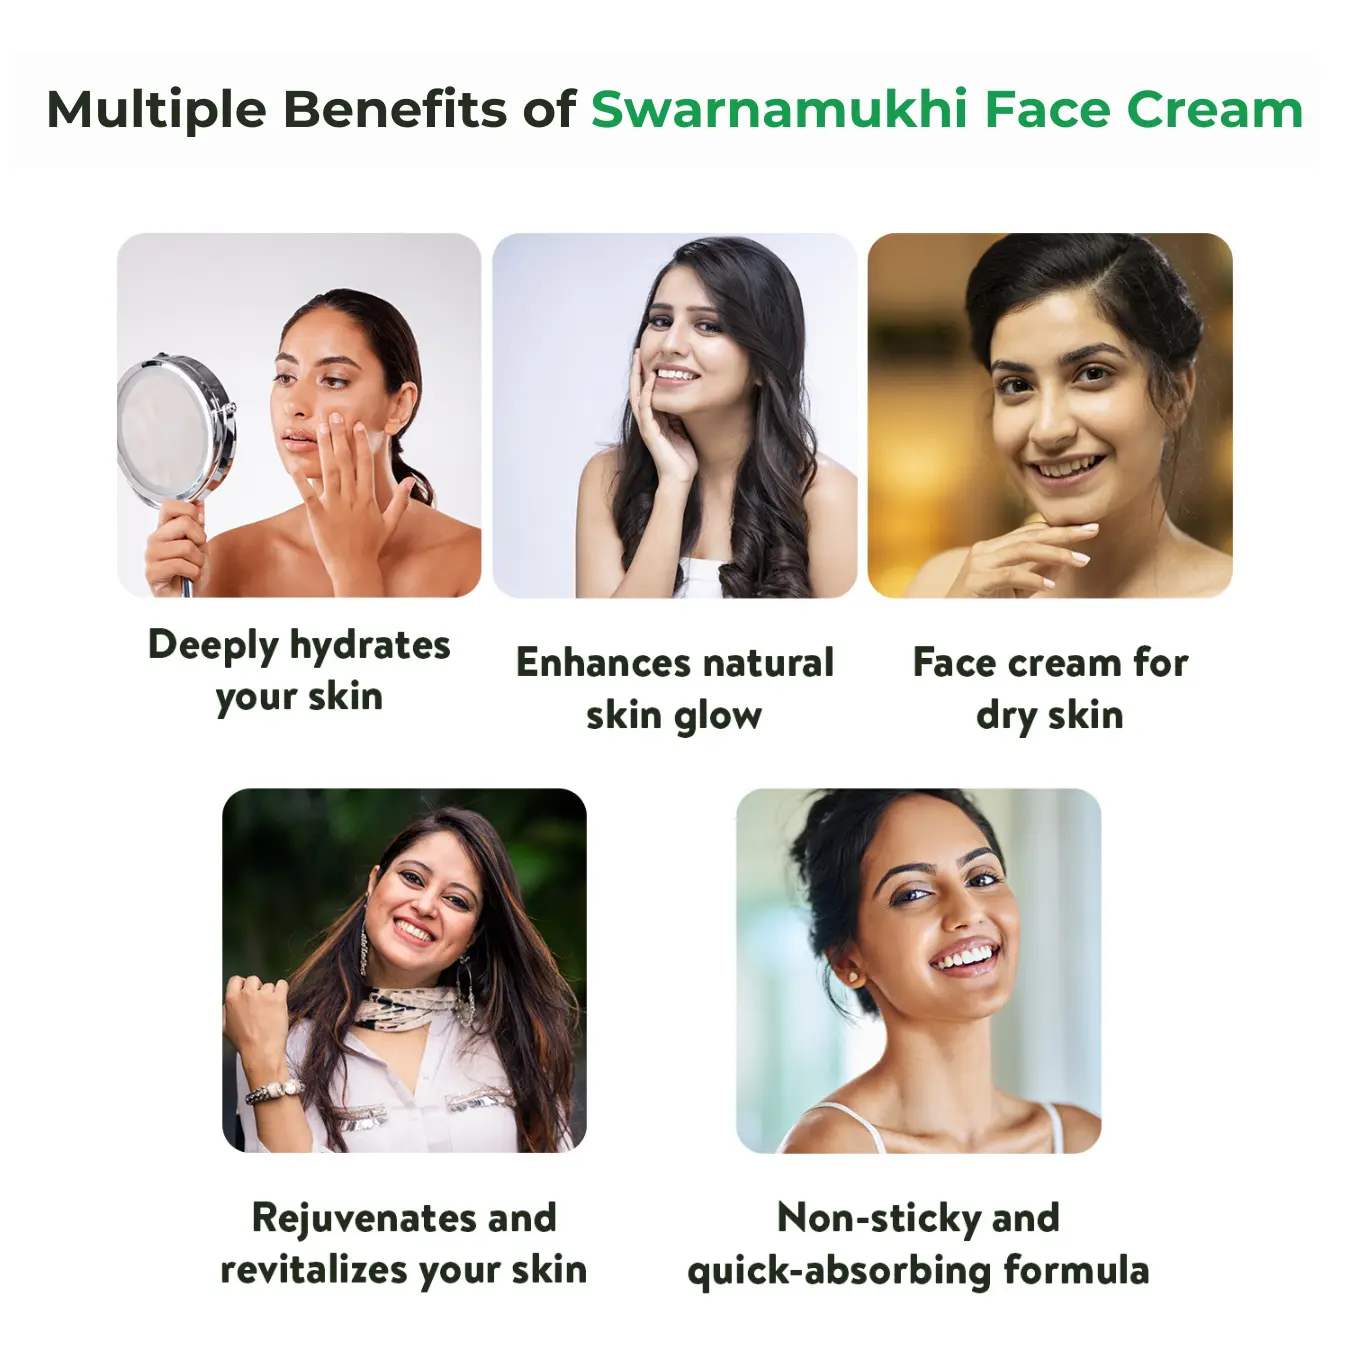 Multiple Benefits of Swarnamukhi Face Cream
Deeply hydrates
your skin
Enhances natural
skin glow
Face cream for
dry skin
Rejuvenates and
revitalizes your skin
Non-sticky and
quick-absorbing formula